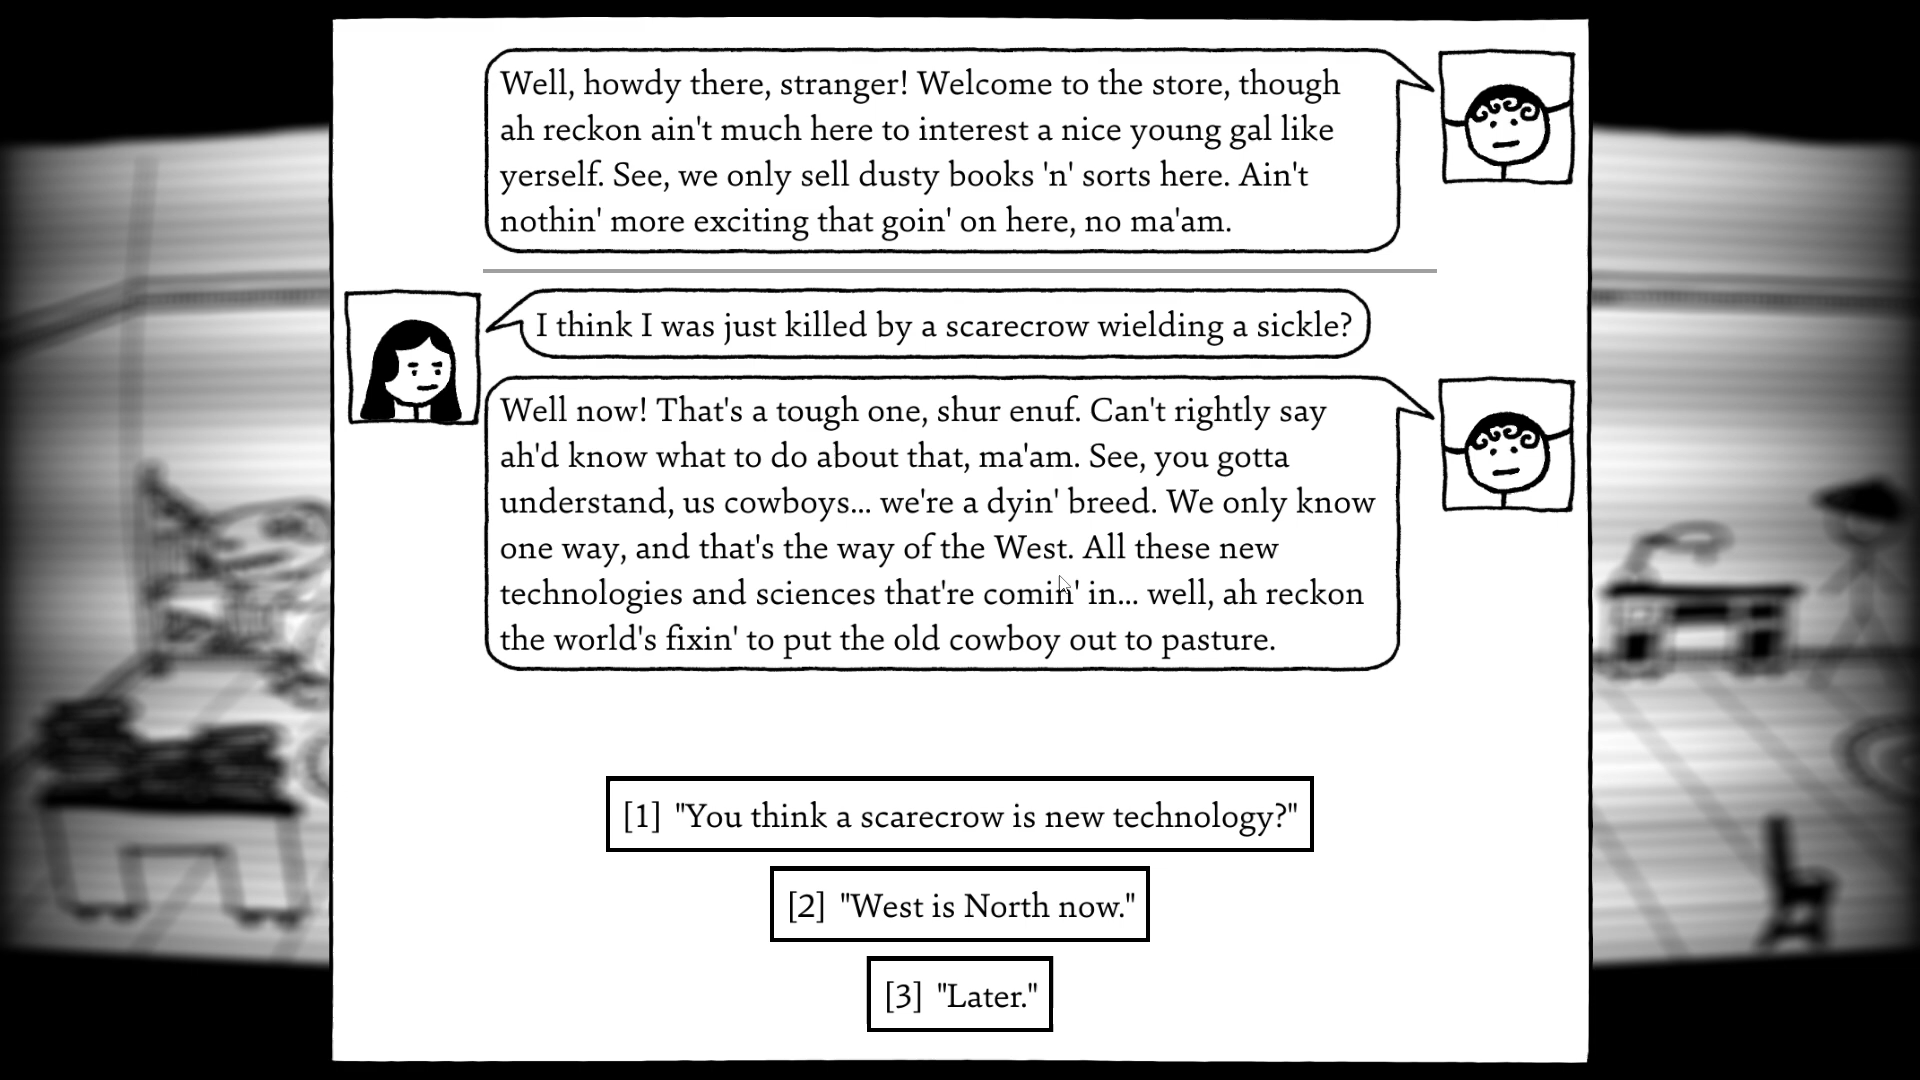 Well, howdy there, stranger! Welcome to the store, though
ah reckon ain't much here to interest a nice young gal like
yerself. See, we only sell dusty books 'n' sorts here. Ain't
nothin' more exciting that goin' on here, no ma'am.
I think I was just killed by a scarecrow wielding a sickle?
Well now! That's a tough one, shur enuf. Can't rightly say
ah'd know what to do about that, ma'am. See, you gotta
understand, us cowboys... we're a dyin' breed. We only know
one way, and that's the way of the West. All these new
technologies and sciences that're comin' in... well, ah reckon
the world's fixin' to put the old cowboy out to pasture.
[1] "You think a scarecrow is new technology?"
[2] "West is North now."
[3] "Later."